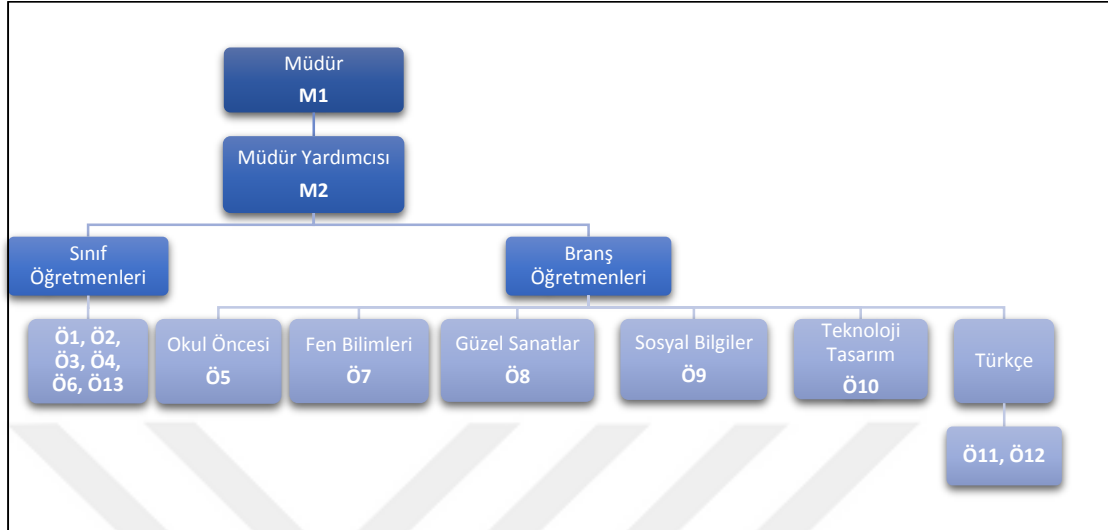 Müdür
M1
Müdür Yardımcısı
M2
Sınıf
Öğretmenleri
Branş
Öğretmenleri
Ö1, Ö2,
Ö3, Ö4,
Ö6, Ö13
Okul Öncesi
Ö5
Fen Bilimleri
Ö7
Güzel Sanatlar
Ö8
Sosyal Bilgiler
Ö9
Teknoloji
Tasarım
Ö10
Türkçe
Ö11, Ö12